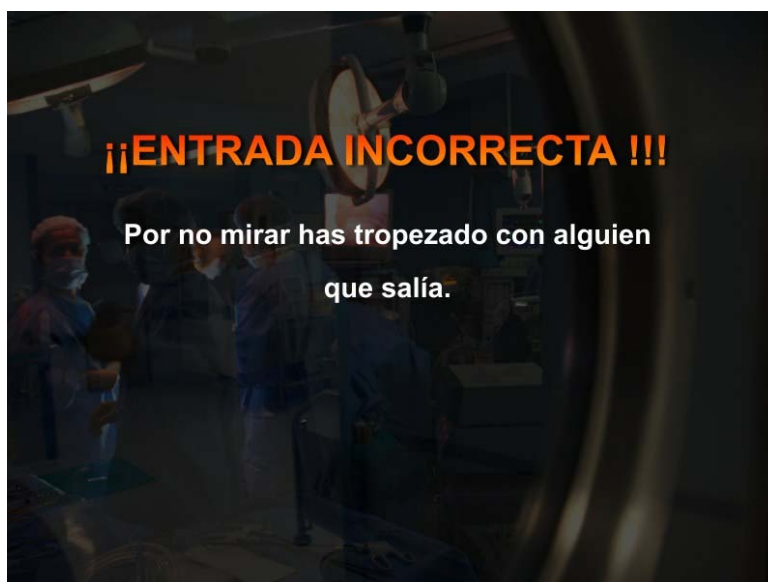 ¡¡ENTRADA INCORRECTA !!!
Por no mirar has tropezado con alguien
que salía.